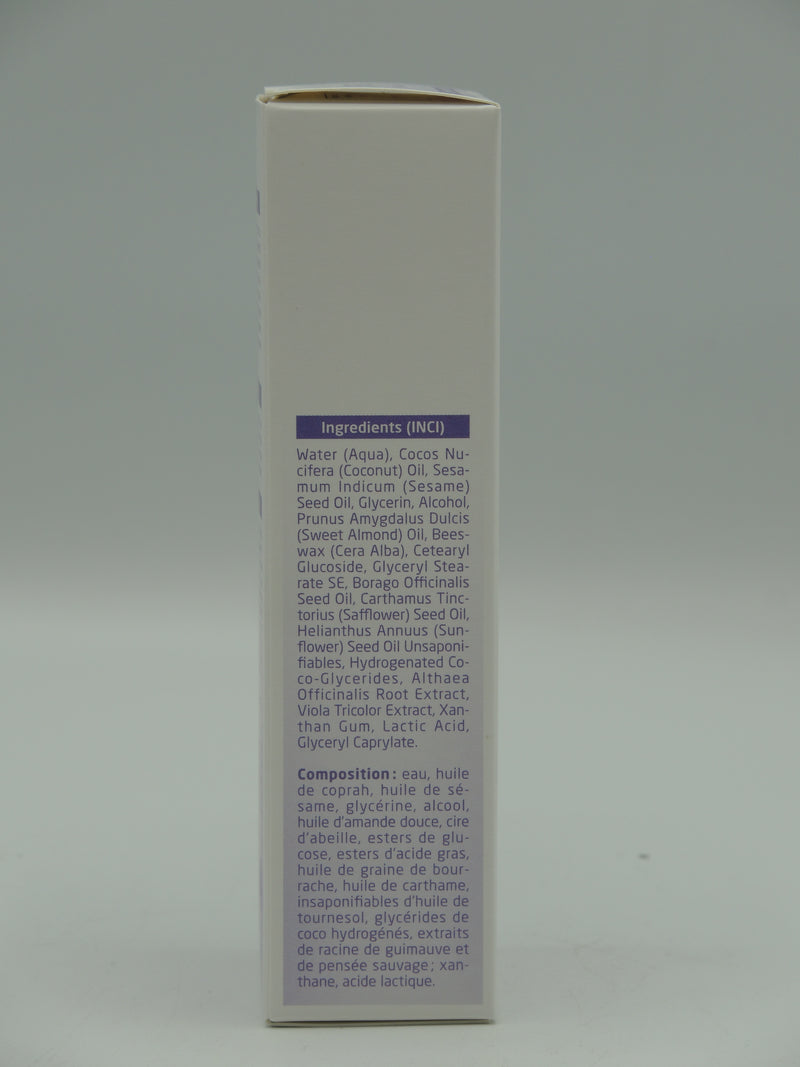 Ingredients (INCI)
Water (Aqua), Cocos Nu-
cifera (Coconut) Oil, Sesa-
mum Indicum (Sesame)
Seed Oil, Glycerin, Alcohol,
Prunus Amygdalus Dulcis
(Sweet Almond) Oil, Bees-
wax (Cera Alba), Cetearyl
Glucoside, Glyceryl Stea-
rate SE, Borago Officinalis
Seed Oil, Carthamus Tinc-
torius (Safflower) Seed Oil,
Helianthus Annuus (Sun-
flower) Seed Oil Unsaponi-
fiables, Hydrogenated Co-
co-Glycerides, Althaea
Officinalis Root Extract,
Viola Tricolor Extract, Xan-
than Gum, Lactic Acid,
Glyceryl Caprylate.
Composition : eau, huile
de coprah, huile de sé-
same, glycérine, alcool,
huile d'amande douce, cire
d'abeille, esters de glu-
cose, esters d'acide gras,
huile de graine de bour-
rache, huile de carthame,
insaponifiables d'huile de
tournesol, glycérides de
coco hydrogénés, extraits
de racine de guimauve et
de pensée sauvage ; xan-
thane, acide lactique.